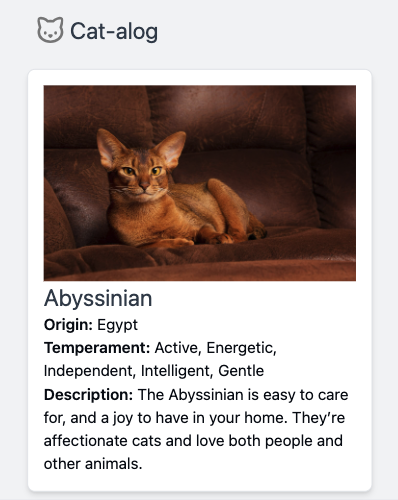 Cat-alog
Abyssinian
Origin: Egypt
Temperament: Active, Energetic,
Independent, Intelligent, Gentle
Description: The Abyssinian is easy to care
for, and a joy to have in your home. They’re
affectionate cats and love both people and
other animals.